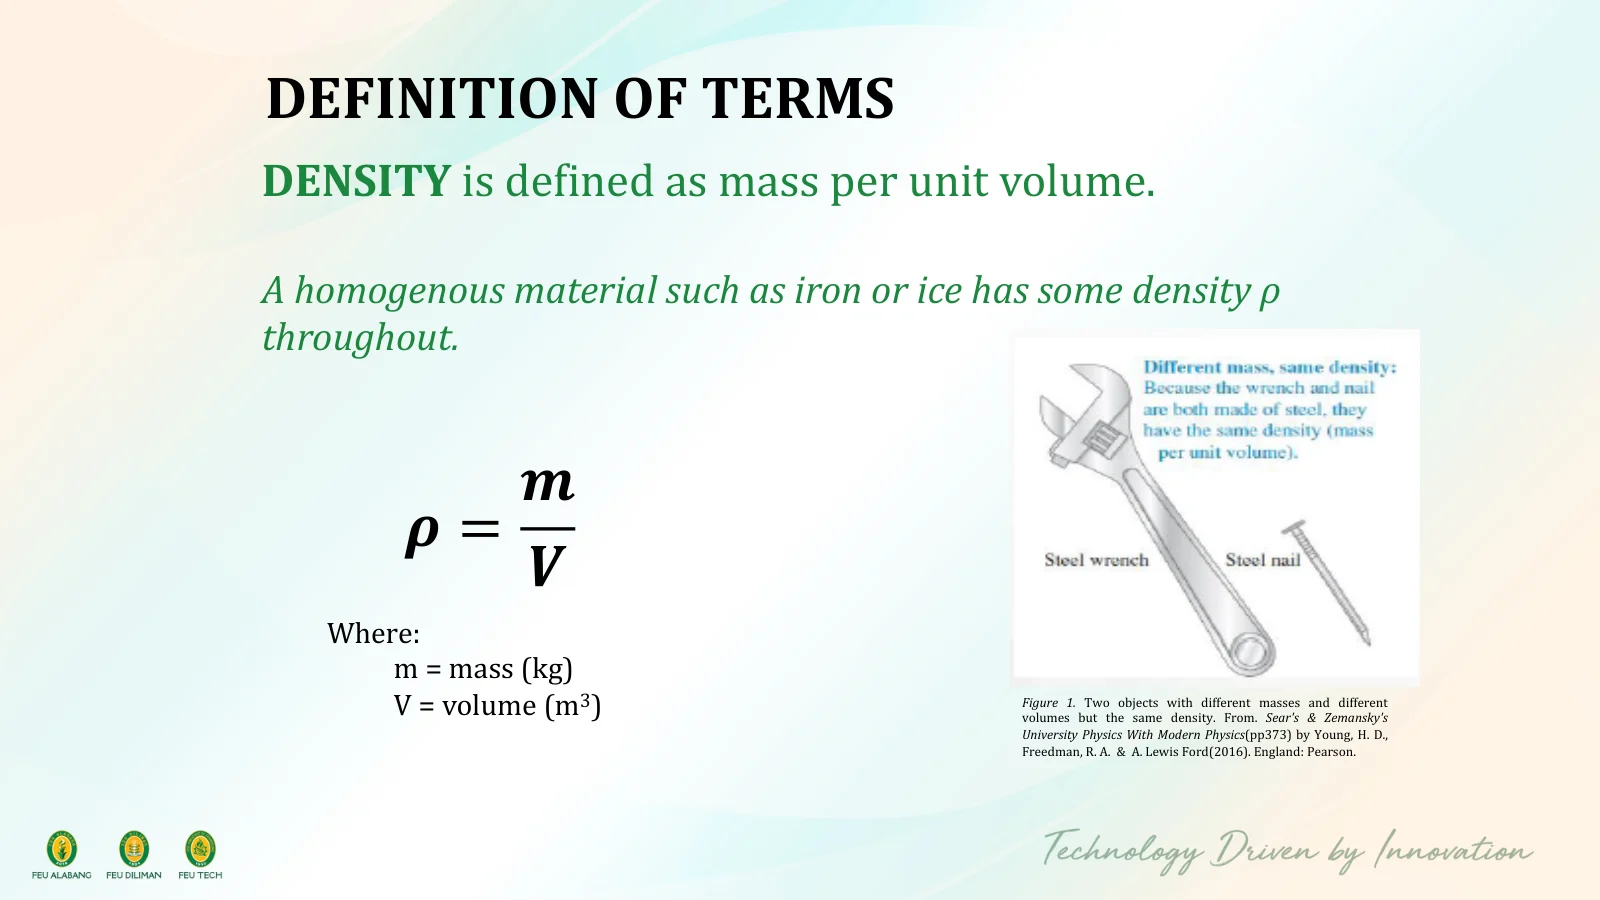 DEFINITION OF TERMS
DENSITY is defined as mass per unit volume.
A homogenous material such as iron or ice has some density ρ
throughout.
ρ = m/V
Where:
m = mass (kg)
V = volume (m³)
Different mass, same density:
Because the wrench and nail
are both made of steel, they
have the same density (mass
per unit volume).
Steel wrench
Steel nail
Figure 1. Two objects with different masses and different
volumes but the same density. From. Sear's & Zemansky's
University Physics With Modern Physics(pp373) by Young, H. D.,
Freedman, R. A. & A. Lewis Ford(2016). England: Pearson.
FEU ALABANG
FEU DILIMAN
FEU TECH
Technology Driven by Innovation